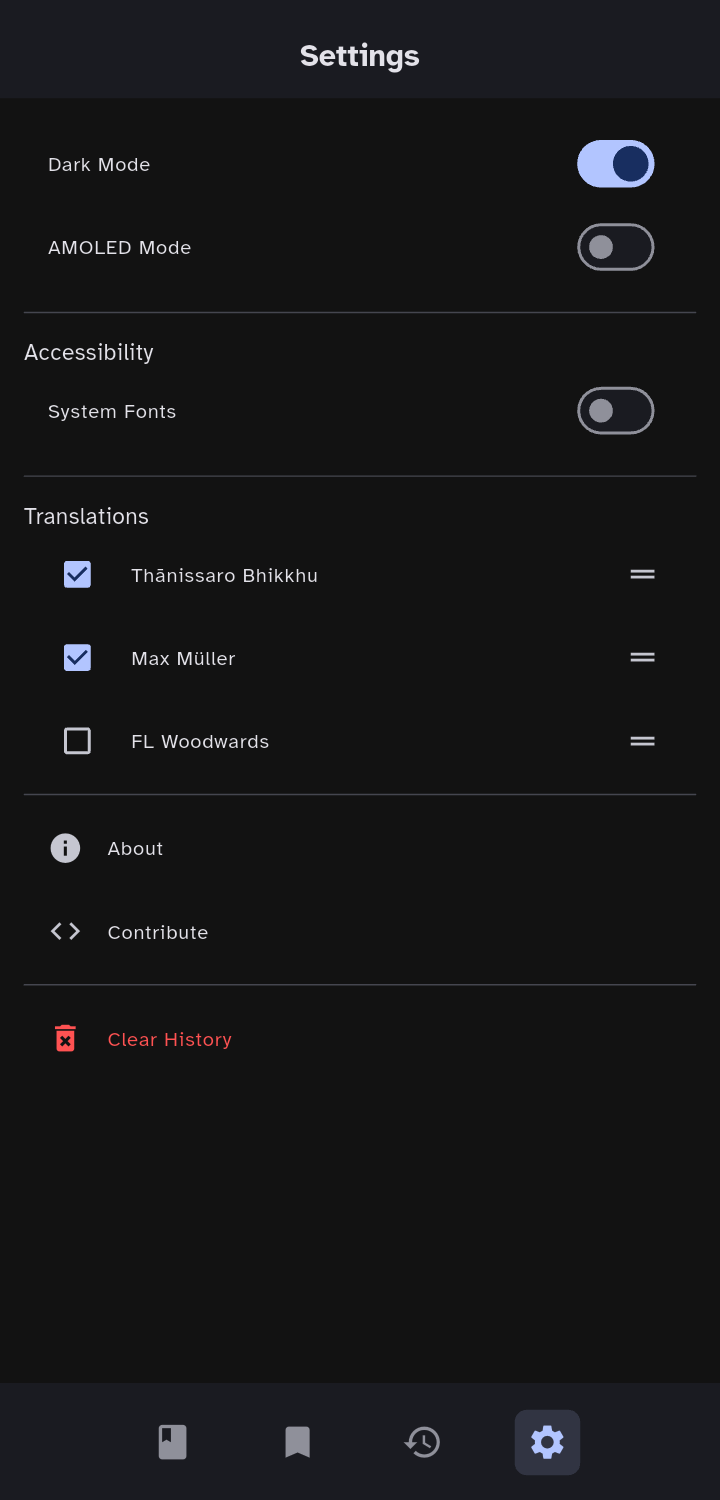 Settings
Dark Mode
AMOLED Mode
Accessibility
System Fonts
Translations
Thānissaro Bhikkhu
Max Müller
FL Woodwards
About
Contribute
Clear History